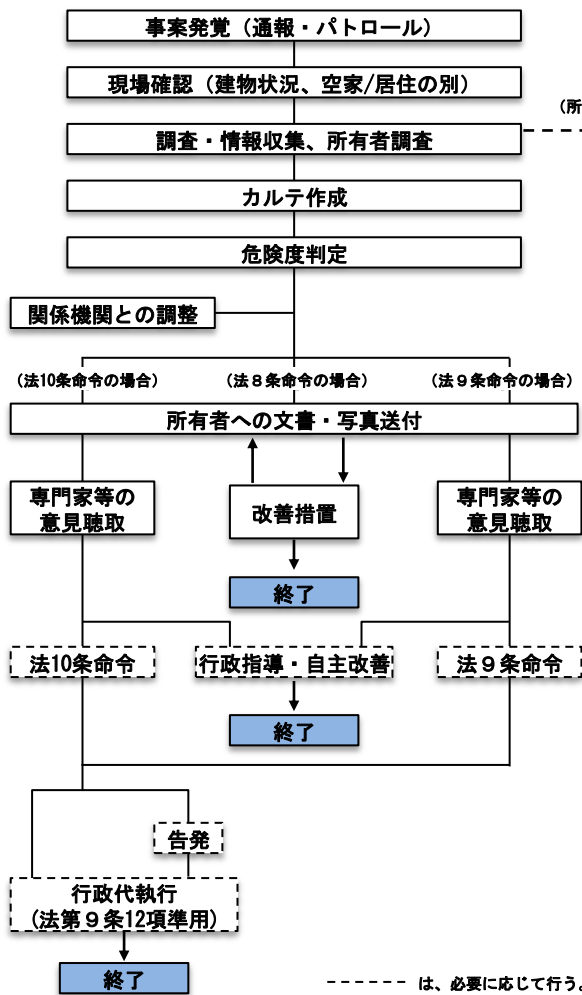 事案発覚（通報・パトロール）
現場確認（建物状況、空家/居住の別）
（所
調査・情報収集、所有者調査
カルテ作成
危険度判定
関係機関との調整
（法10条命令の場合）
（法８条命令の場合）
（法９条命令の場合）
所有者への文書・写真送付
専門家等の
意見聴取
改善措置
専門家等の
意見聴取
終了
法10条命令
行政指導・自主改善
法９条命令
終了
告発
行政代執行
(法第９条12項準用)
終了
------ は、必要に応じて行う。